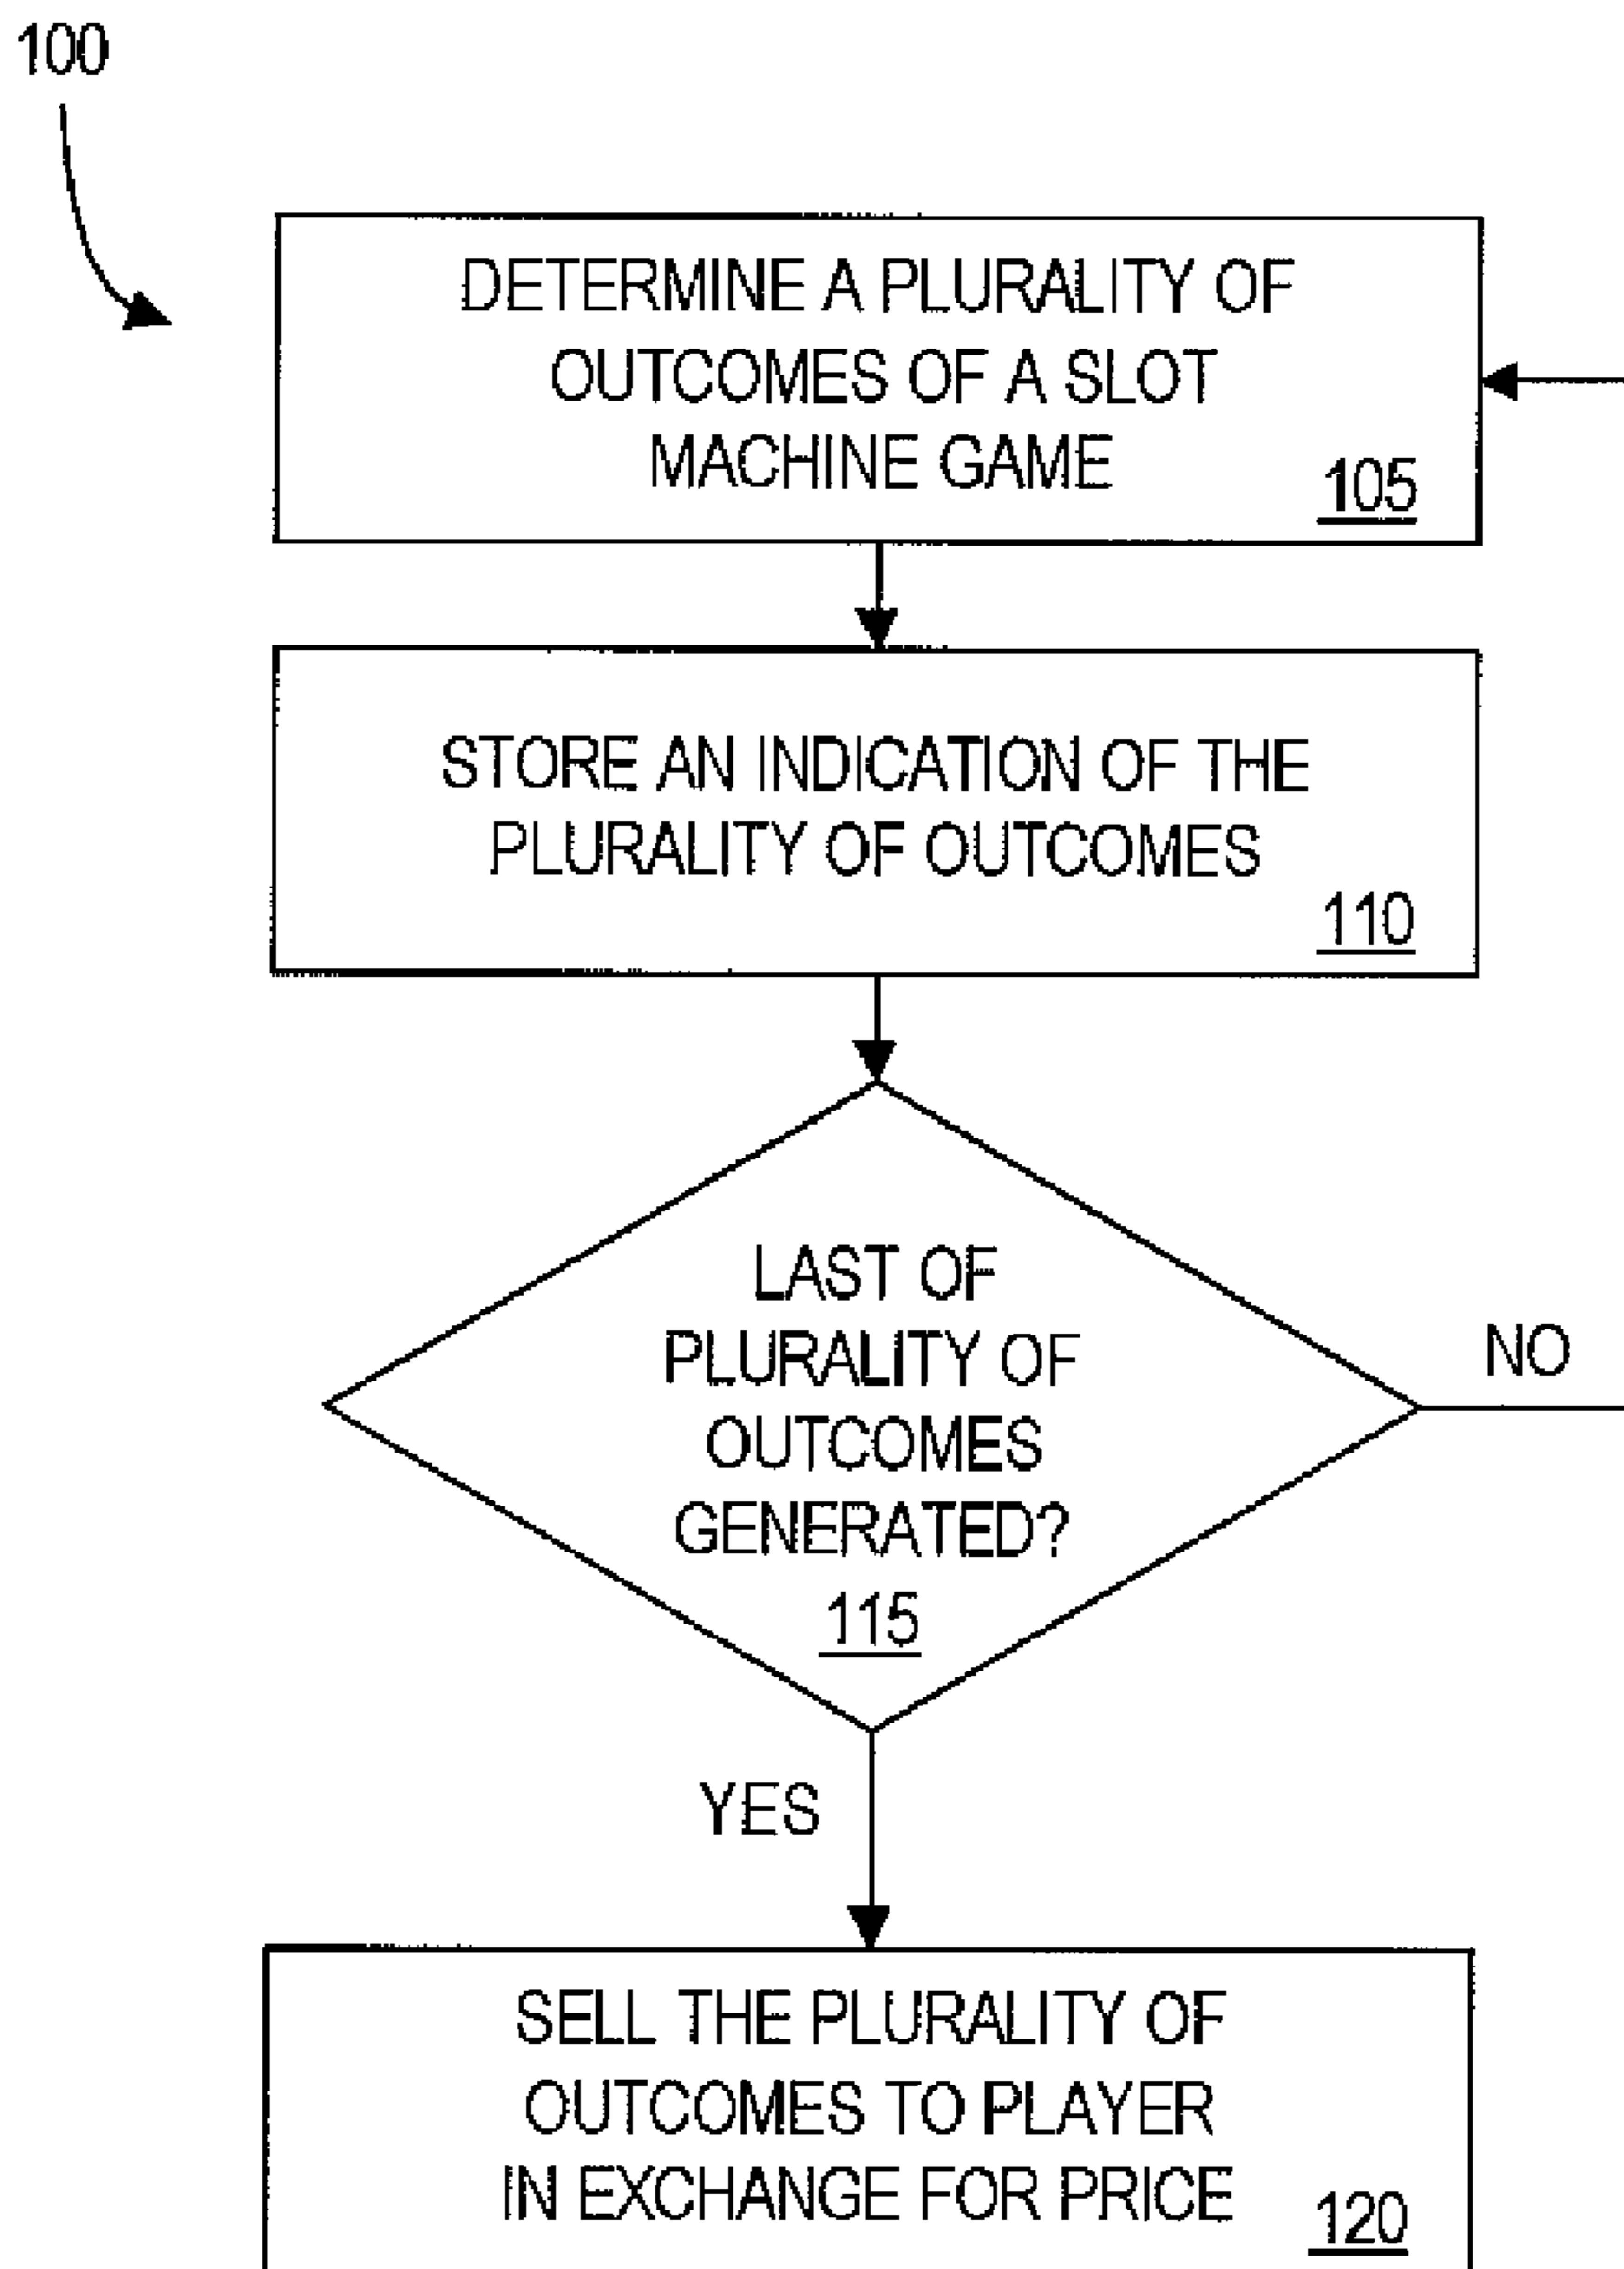 100
DETERMINE A PLURALITY OF
OUTCOMES OF A SLOT
MACHINE GAME
105
STORE AN INDICATION OF THE
PLURALITY OF OUTCOMES
110
LAST OF
PLURALITY OF
OUTCOMES
GENERATED?
115
NO
YES
SELL THE PLURALITY OF
OUTCOMES TO PLAYER
IN EXCHANGE FOR PRICE
120